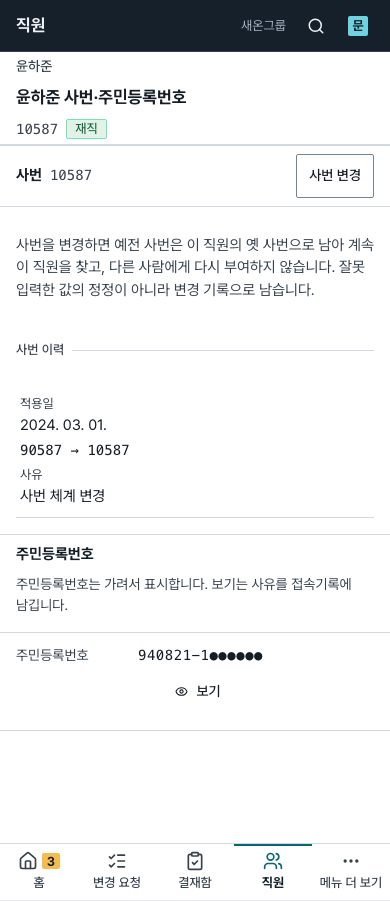 직원
새온그룹
문
윤하준
윤하준 사번·주민등록번호
10587 재직
사번 10587
사번 변경
사번을 변경하면 예전 사번은 이 직원의 옛 사번으로 남아 계속
이 직원을 찾고, 다른 사람에게 다시 부여하지 않습니다. 잘못
입력한 값의 정정이 아니라 변경 기록으로 남습니다.
사번 이력
적용일
2024. 03. 01.
90587 → 10587
사유
사번 체계 변경
주민등록번호
주민등록번호는 가려서 표시합니다. 보기는 사유를 접속기록에
남깁니다.
주민등록번호 940821-1●●●●●●
보기
3
홈
변경 요청
결재함
직원
메뉴 더 보기